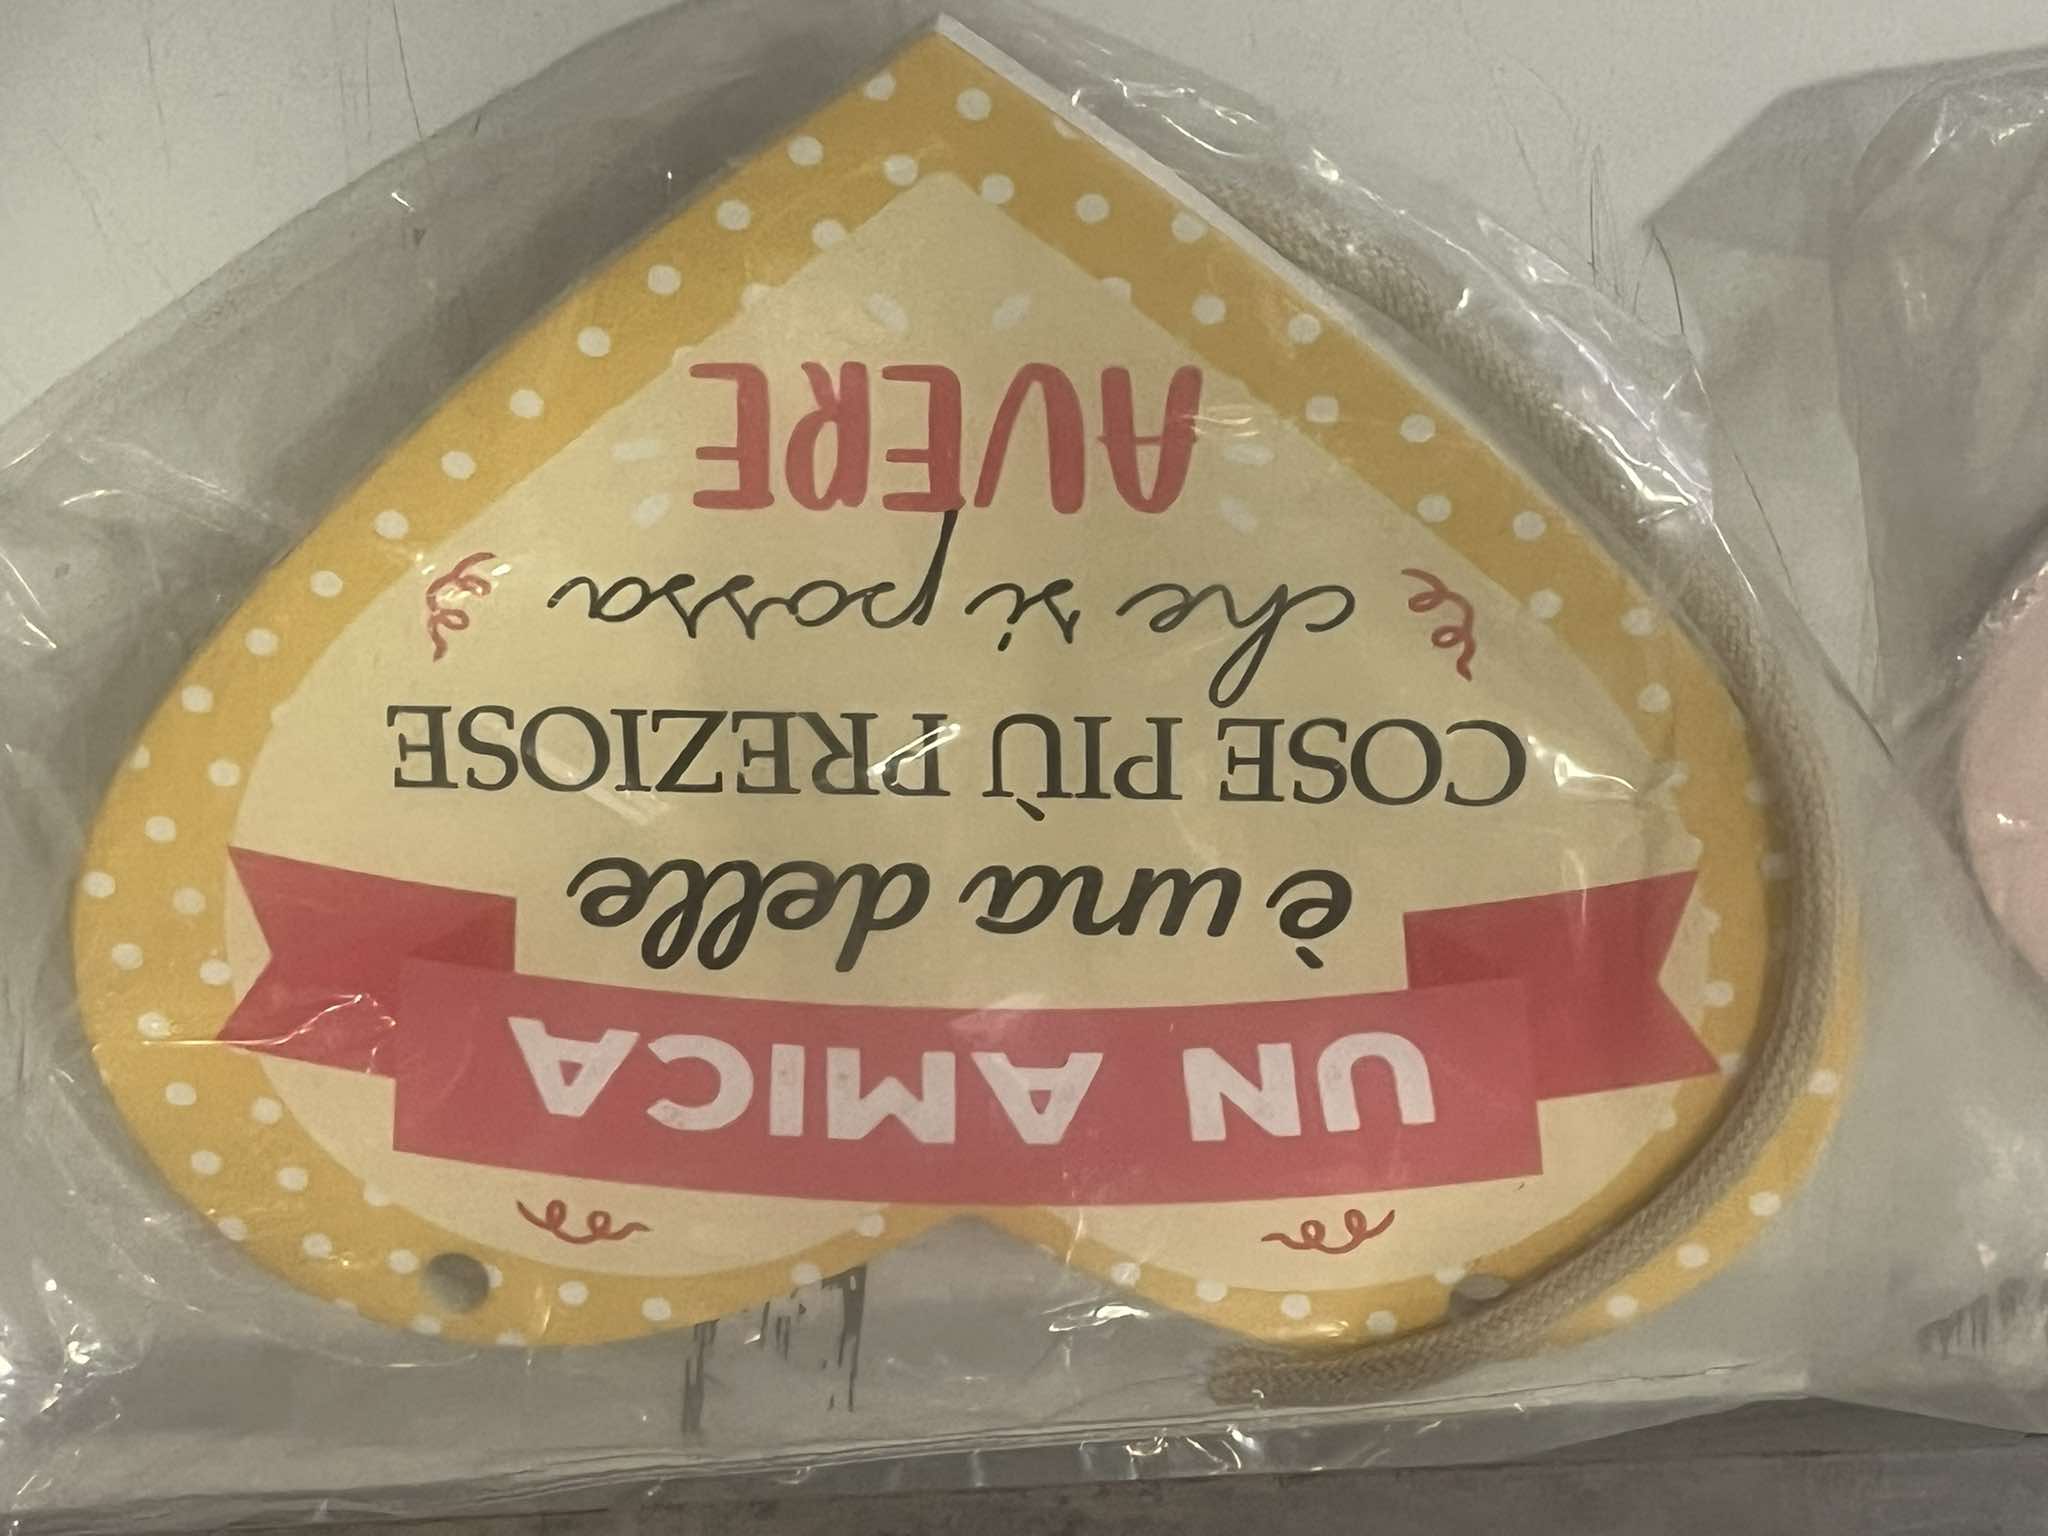 UN AMICA
è una delle
COSE PIÙ PREZIOSE
che si possa
AVERE